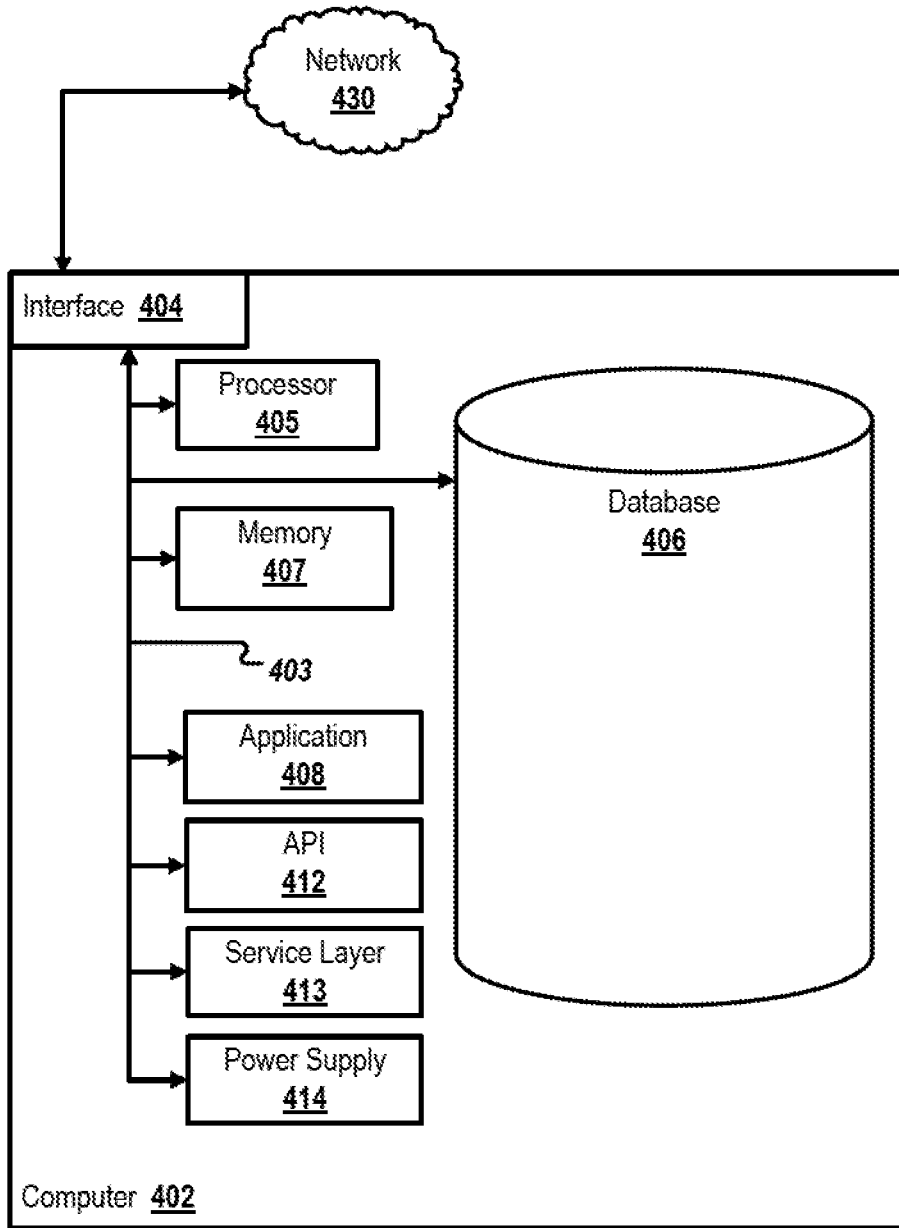 Network
430
Interface 404
Processor
405
Database
406
Memory
407
403
Application
408
API
412
Service Layer
413
Power Supply
414
Computer 402